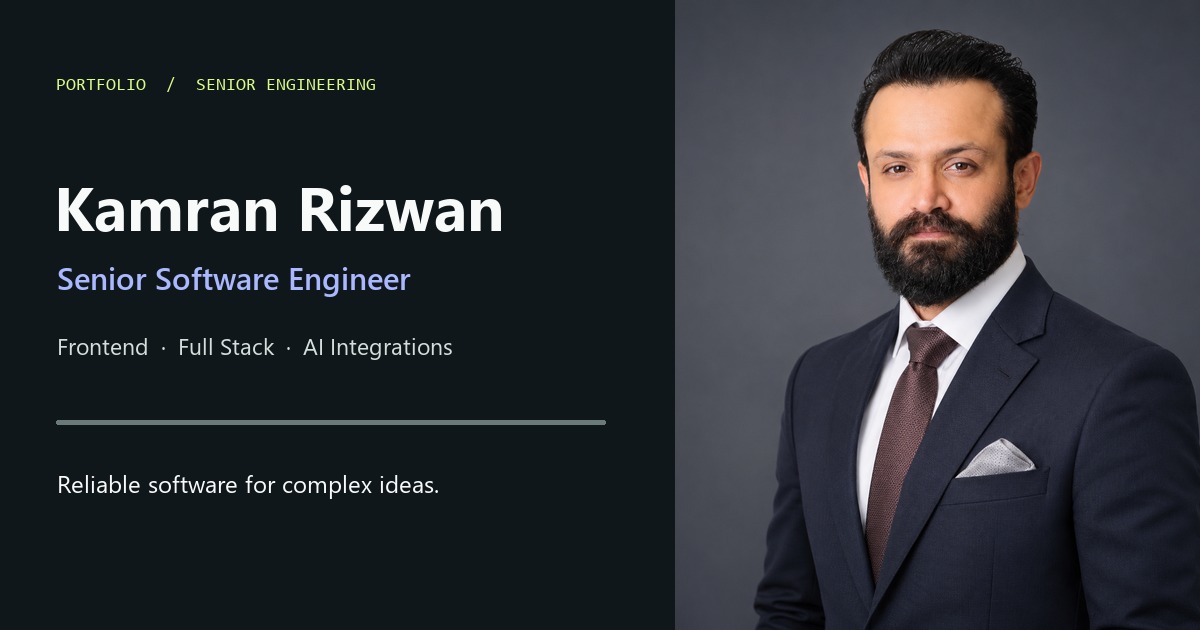 PORTFOLIO / SENIOR ENGINEERING
Kamran Rizwan
Senior Software Engineer
Frontend · Full Stack · AI Integrations
Reliable software for complex ideas.